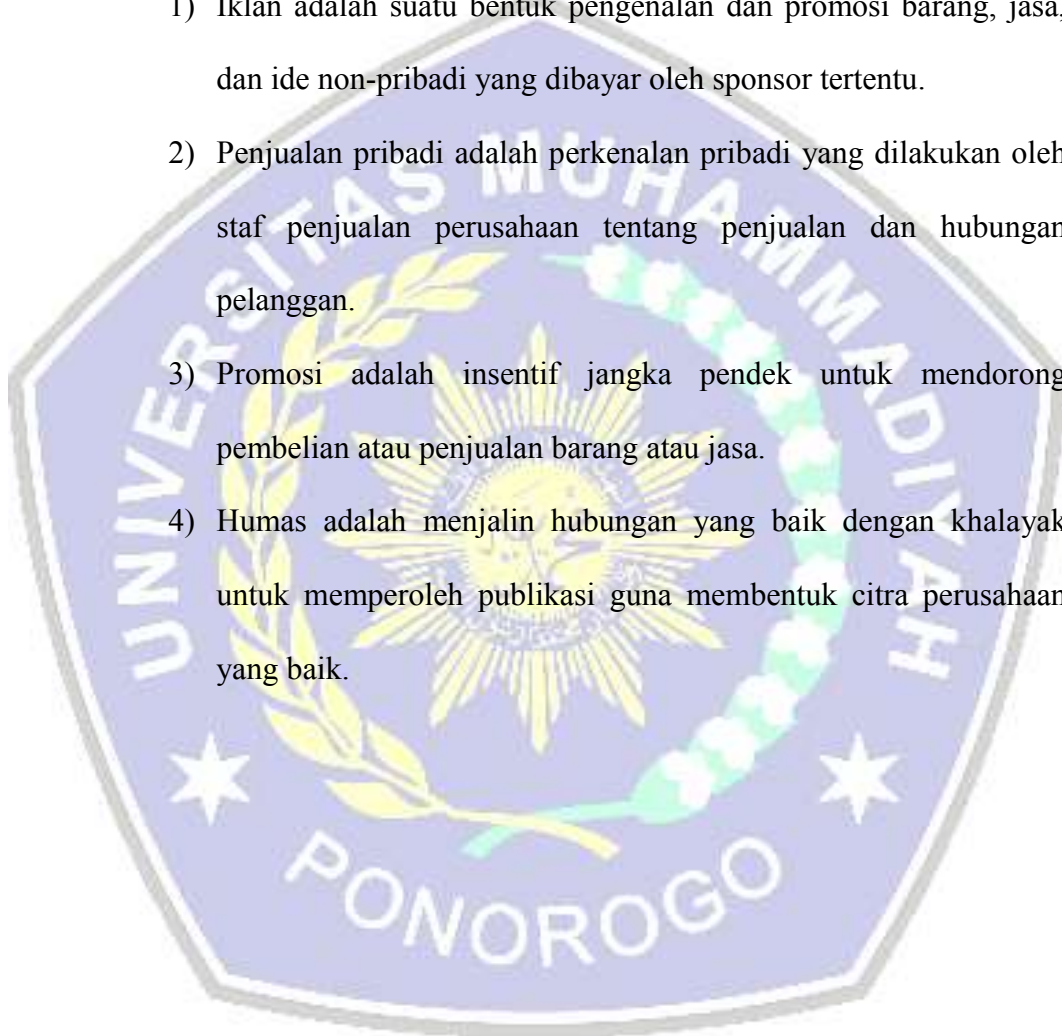 1) Iklan adalah suatu bentuk pengenalan dan promosi barang, jasa,
dan ide non-pribadi yang dibayar oleh sponsor tertentu.
2) Penjualan pribadi adalah perkenalan pribadi yang dilakukan oleh
staf penjualan perusahaan tentang penjualan dan hubungan
pelanggan.
3) Promosi adalah insentif jangka pendek untuk mendorong
pembelian atau penjualan barang atau jasa.
4) Humas adalah menjalin hubungan yang baik dengan khalayak
untuk memperoleh publikasi guna membentuk citra perusahaan
yang baik.
UNIVERSITAS MUHAMMADIYAH
PONOROGO